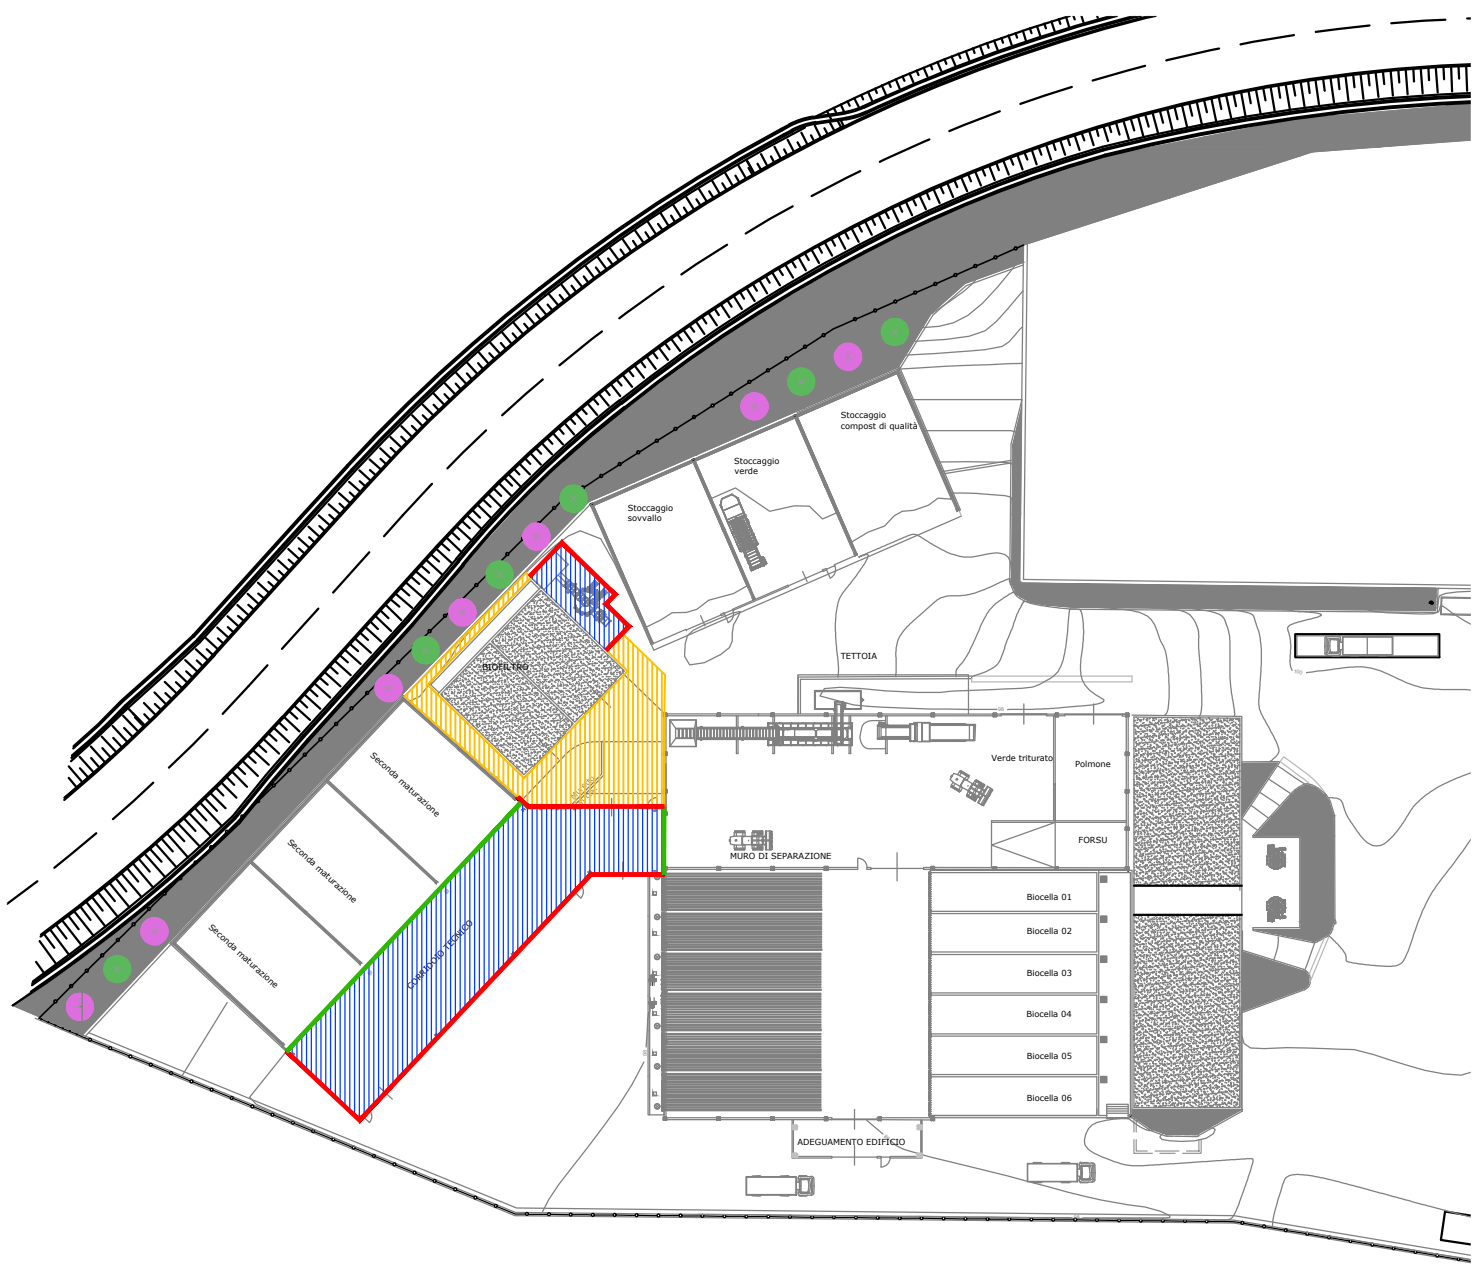 Stoccaggio
compost di qualità
Stoccaggio
verde
Stoccaggio
sovvallo
TETTOIA
BIOFILTRO
Verde triturato
Polmone
Seconda maturazione
FORSU
MURO DI SEPARAZIONE
Seconda maturazione
Biocella 01
Biocella 02
Seconda maturazione
CORRIDOIO TECNICO
Biocella 03
Biocella 04
Biocella 05
Biocella 06
ADEGUAMENTO EDIFICIO